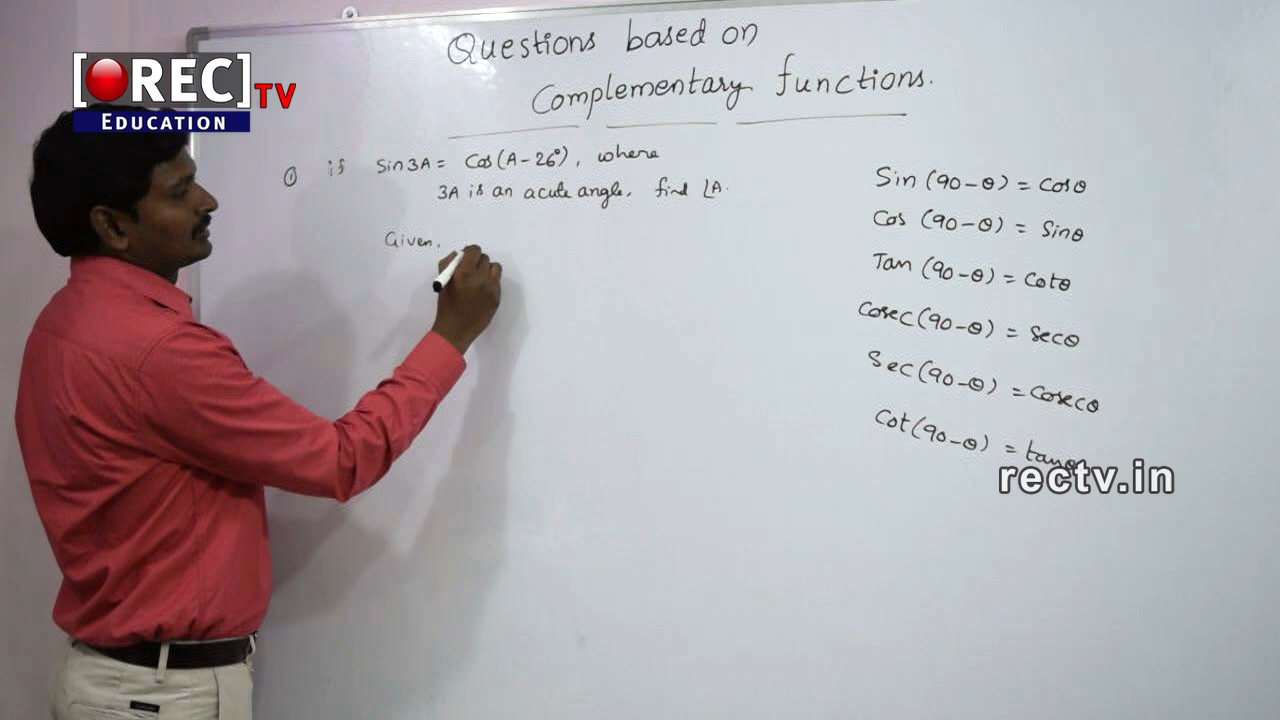 [REC] TV
EDUCATION
Questions based on
Complementary functions.
① if Sin3A = Cos(A-26°), where
3A is an acute angle. find ∠A.
Given.
Sin (90-θ) = Cosθ
Cos (90-θ) = Sinθ
Tan (90-θ) = Cotθ
Cosec(90-θ) = Secθ
Sec(90-θ) = Cosecθ
Cot(90-θ) = tanθ
rectv.in